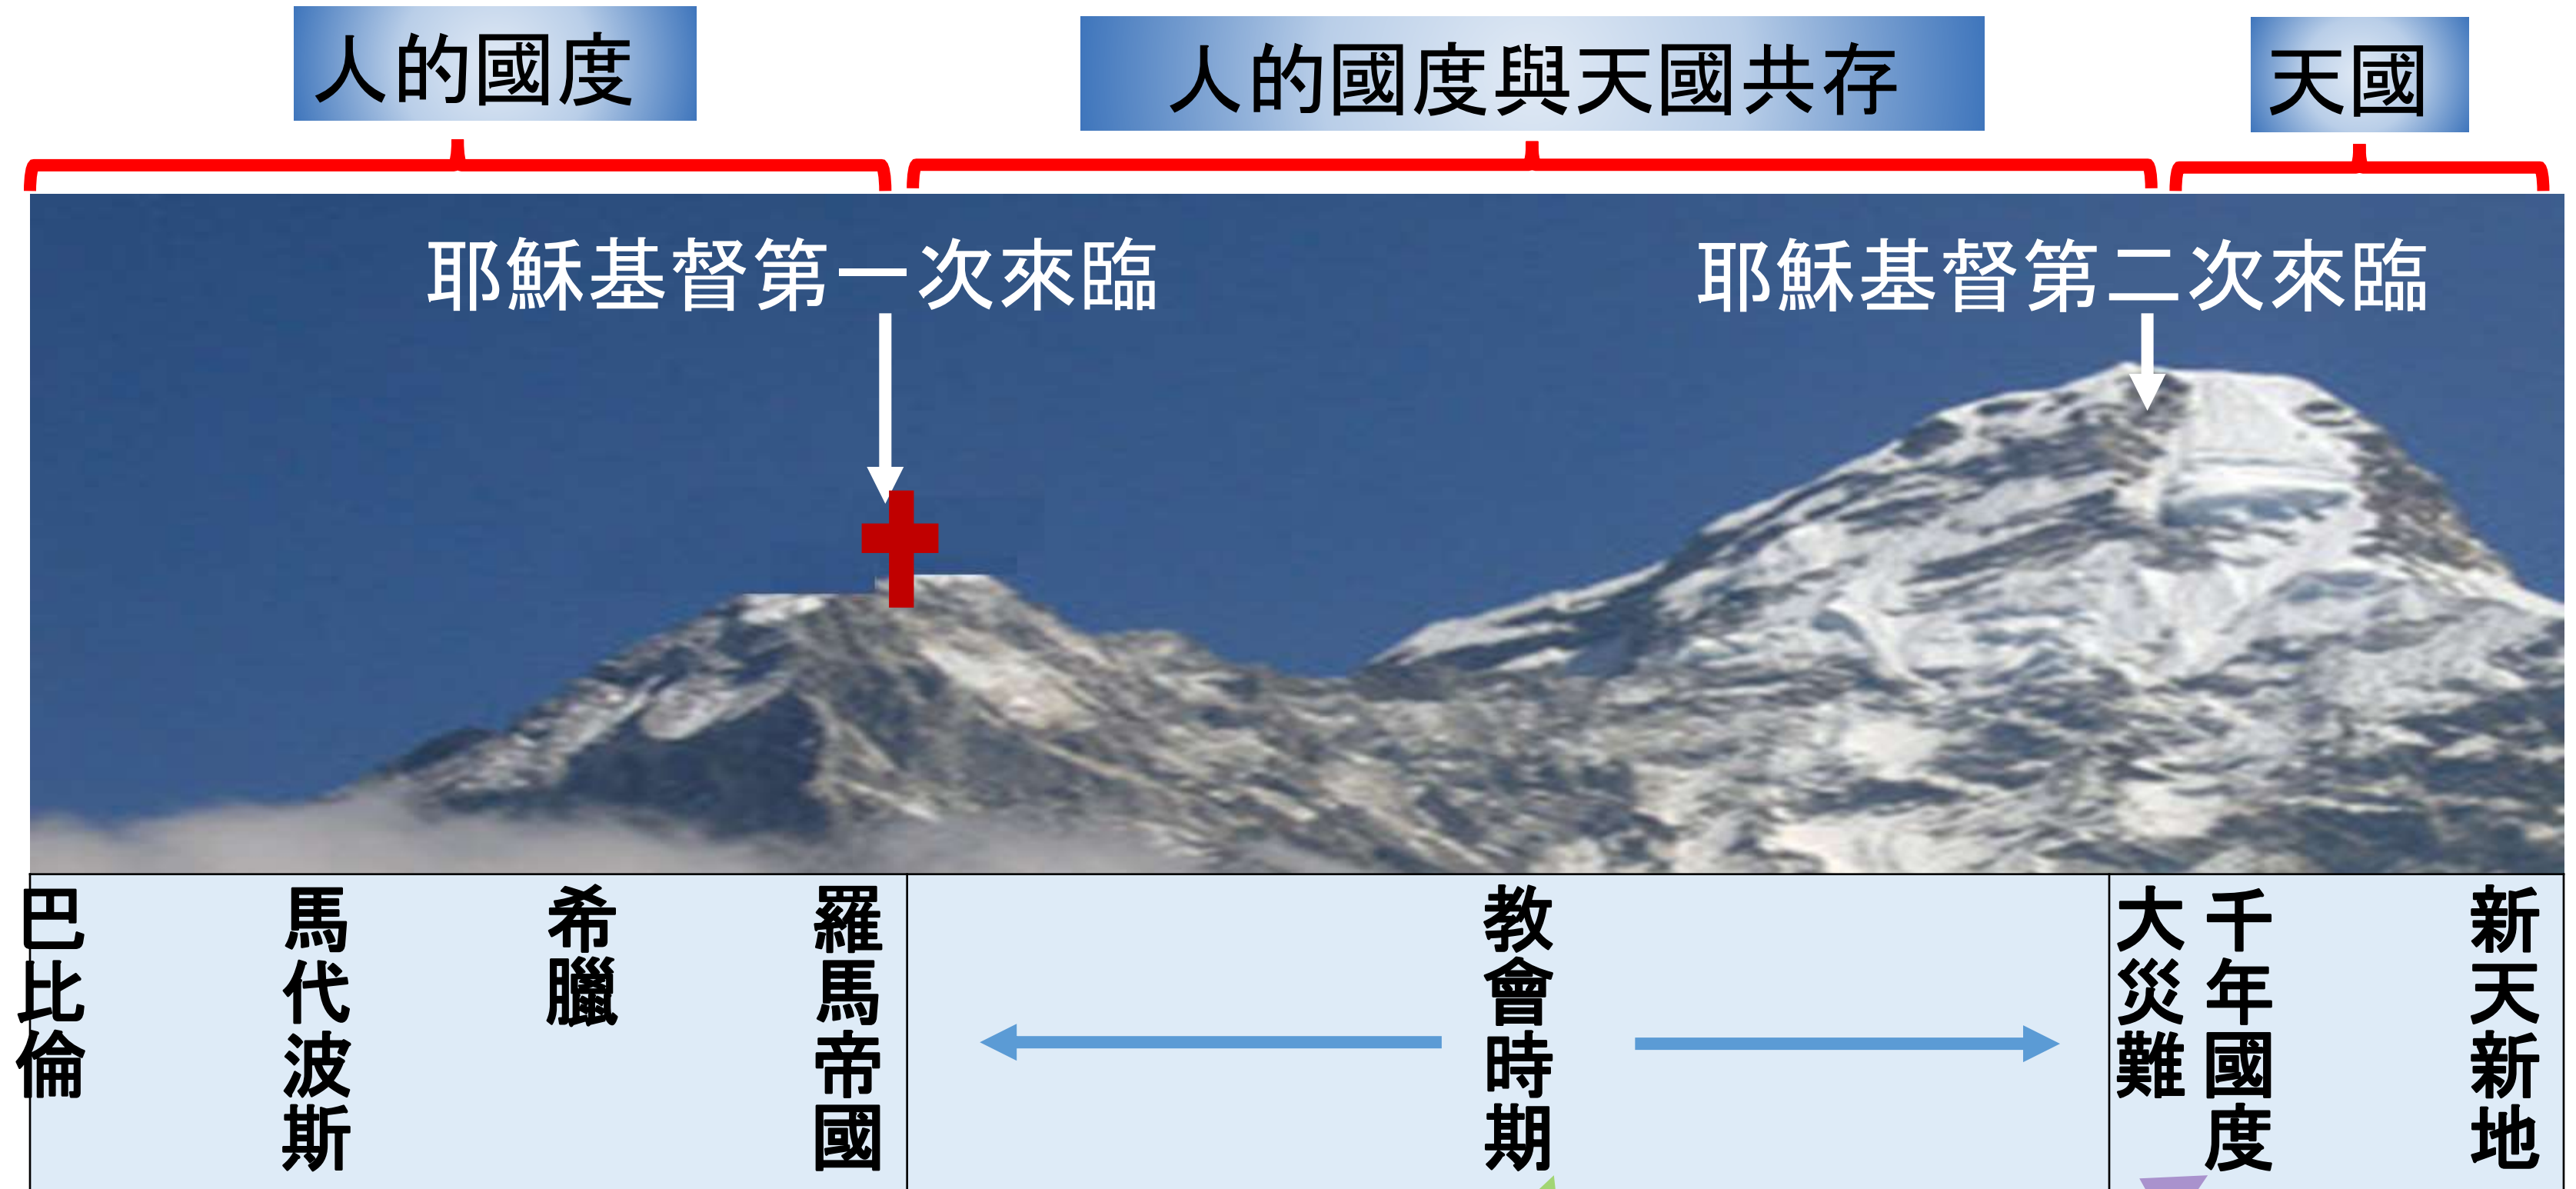 人的國度
人的國度與天國共存
天國
耶穌基督第一次來臨
耶穌基督第二次來臨
巴比倫
馬代波斯
希臘
羅馬帝國
教會時期
大災難
千年國度
新天新地